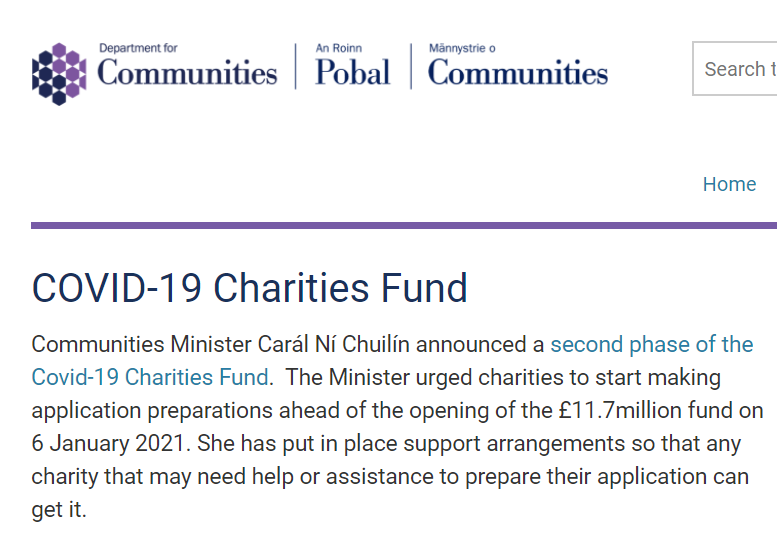 Department for
Communities
An Roinn
Pobal
Männystrie o
Communities
Search t
Home
COVID-19 Charities Fund
Communities Minister Carál Ní Chuilín announced a second phase of the
Covid-19 Charities Fund.  The Minister urged charities to start making
application preparations ahead of the opening of the £11.7million fund on
6 January 2021. She has put in place support arrangements so that any
charity that may need help or assistance to prepare their application can
get it.